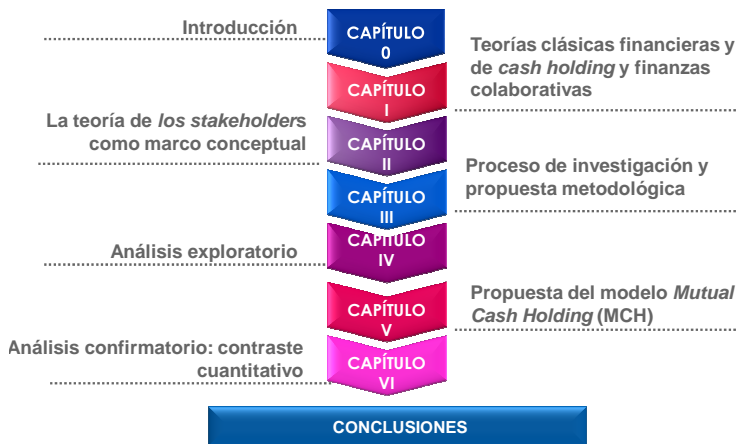 Introducción
CAPÍTULO
0
Teorías clásicas financieras y
de cash holding y finanzas
colaborativas
CAPÍTULO
I
La teoría de los stakeholders
como marco conceptual
CAPÍTULO
II
Proceso de investigación y
propuesta metodológica
CAPÍTULO
III
Análisis exploratorio
CAPÍTULO
IV
Propuesta del modelo Mutual
Cash Holding (MCH)
CAPÍTULO
V
Análisis confirmatorio: contraste
cuantitativo
CAPÍTULO
VI
CONCLUSIONES